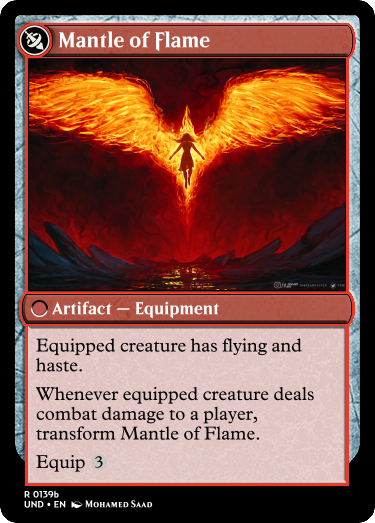 Mantle of Flame
Artifact — Equipment
Equipped creature has flying and
haste.
Whenever equipped creature deals
combat damage to a player,
transform Mantle of Flame.
Equip 3
R 0139b
UND • EN Mohamed Saad